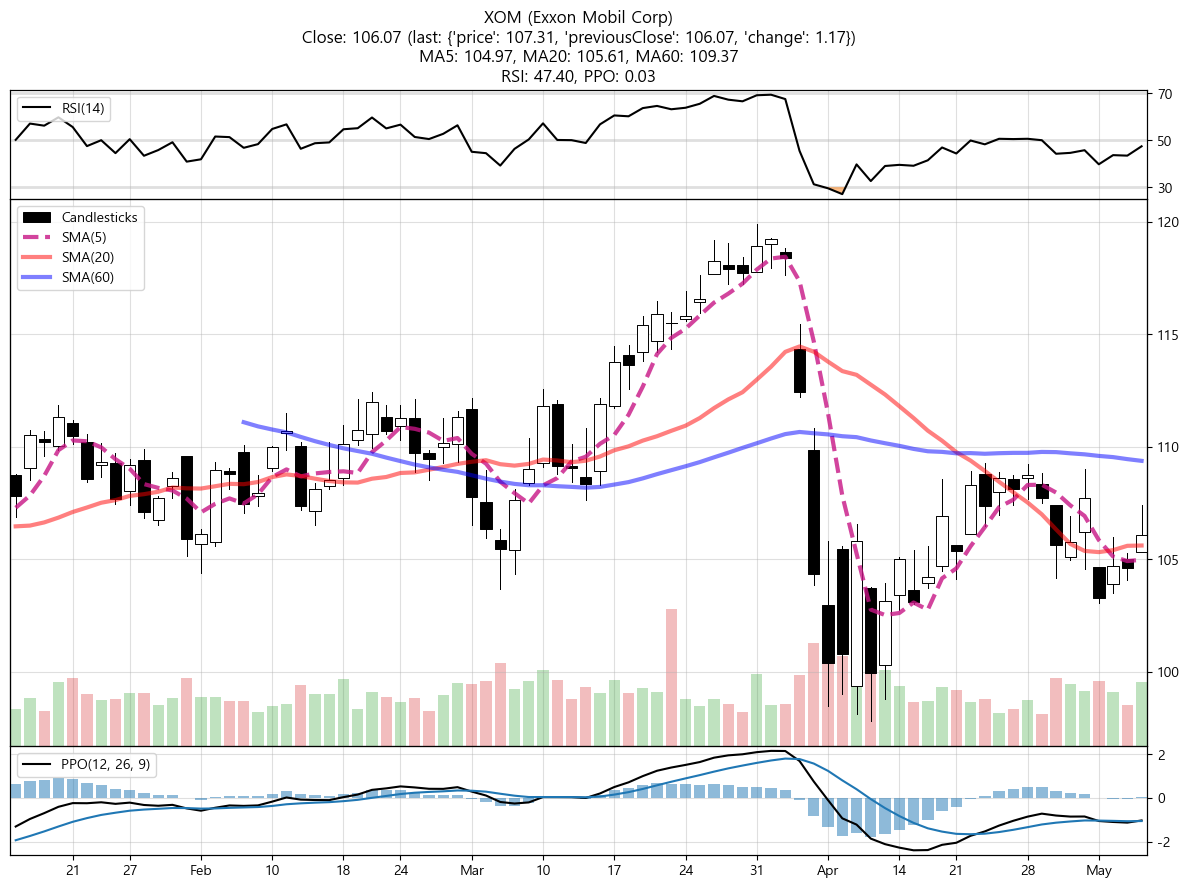 XOM (Exxon Mobil Corp)
Close: 106.07 (last: {'price': 107.31, 'previousClose': 106.07, 'change': 1.17})
MA5: 104.97, MA20: 105.61, MA60: 109.37
RSI: 47.40, PPO: 0.03
RSI(14)
70
50
30
Candlesticks
SMA(5)
SMA(20)
SMA(60)
120
115
110
105
100
PPO(12, 26, 9)
2
0
-2
21 27 Feb 10 18 24 Mar 10 17 24 31 Apr 14 21 28 May